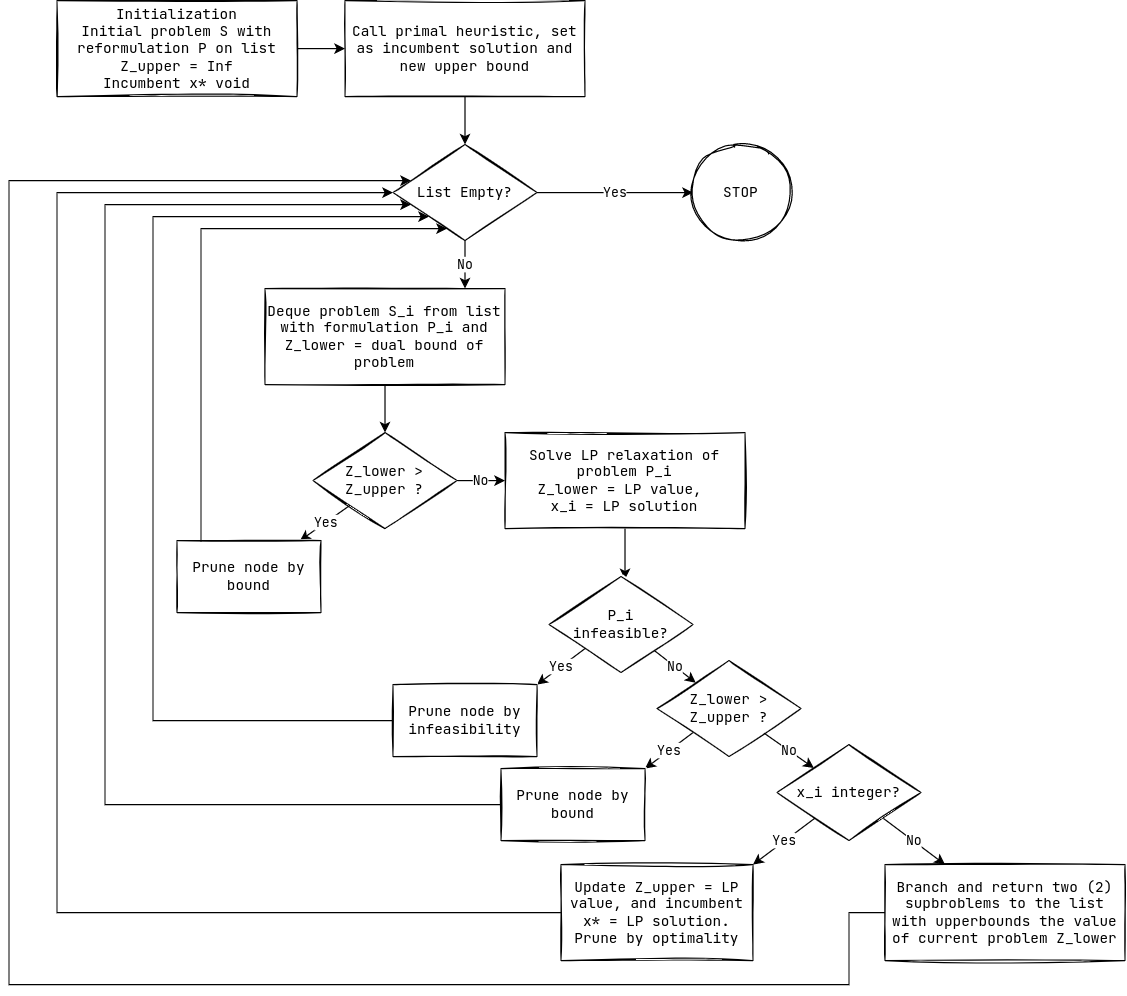 Initialization
Initial problem S with
reformulation P on list
Z_upper = Inf
Incumbent x* void
Call primal heuristic, set
as incumbent solution and
new upper bound
List Empty?
Yes
STOP
No
Deque problem S_i from list
with formulation P_i and
Z_lower = dual bound of
problem
Z_lower >
Z_upper ?
No
Solve LP relaxation of
problem P_i
Z_lower = LP value,
x_i = LP solution
Yes
Prune node by
bound
P_i
infeasible?
Yes
No
Prune node by
infeasibility
Z_lower >
Z_upper ?
Yes
No
Prune node by
bound
x_i integer?
Yes
No
Update Z_upper = LP
value, and incumbent
x* = LP solution.
Prune by optimality
Branch and return two (2)
supbroblems to the list
with upperbounds the value
of current problem Z_lower